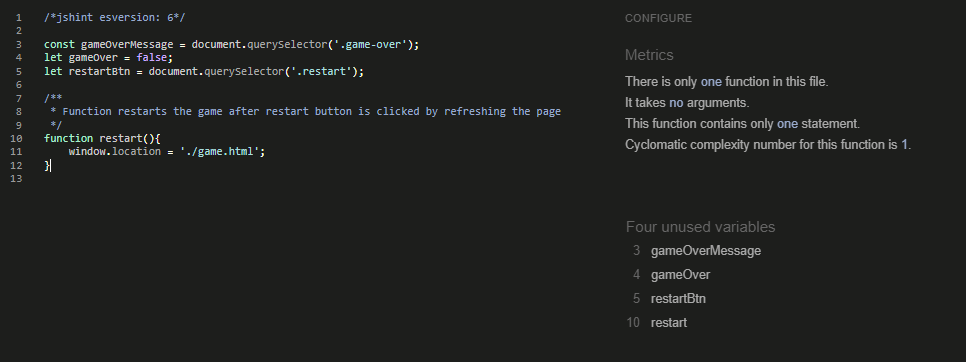 1 /*jshint esversion: 6*/
2
3 const gameOverMessage = document.querySelector('.game-over');
4 let gameOver = false;
5 let restartBtn = document.querySelector('.restart');
6
7 /**
8 * Function restarts the game after restart button is clicked by refreshing the page
9 */
10 function restart(){
11 window.location = './game.html';
12 }
13
CONFIGURE
Metrics
There is only one function in this file.
It takes no arguments.
This function contains only one statement.
Cyclomatic complexity number for this function is 1.
Four unused variables
3 gameOverMessage
4 gameOver
5 restartBtn
10 restart